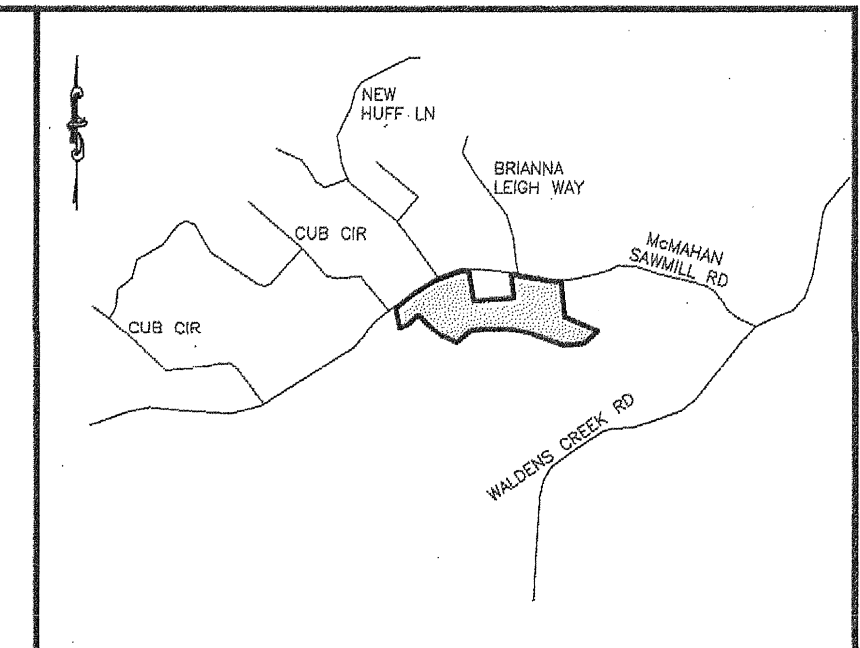 NEW
HUFF LN
BRIANNA
LEIGH WAY
CUB CIR
McMAHAN
SAWMILL RD
CUB CIR
WALDENS CREEK RD